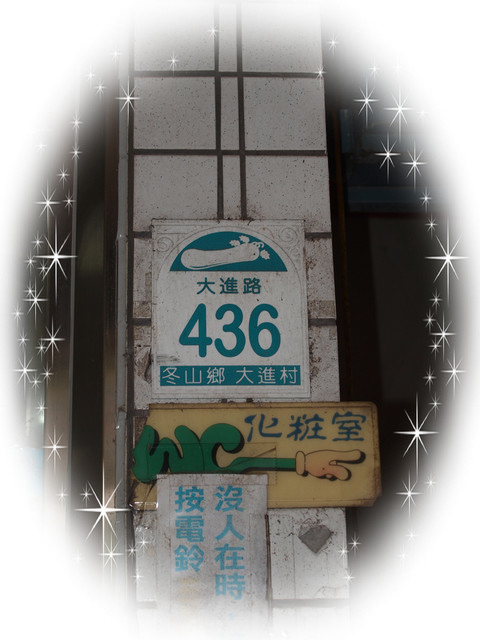 大進路
436
冬山鄉 大進村
化粧室
WC
沒人在時
按電鈴